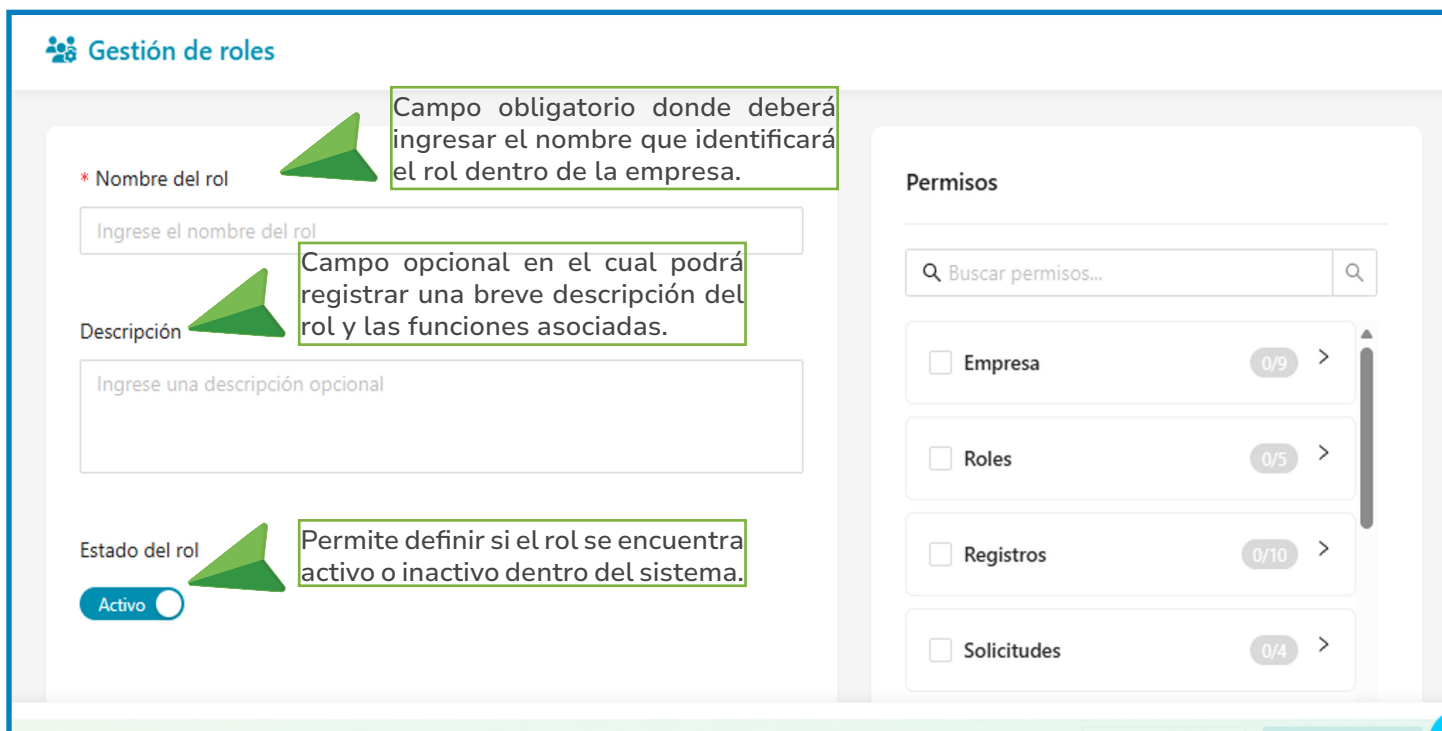 Gestión de roles
Campo obligatorio donde deberá
ingresar el nombre que identificará
el rol dentro de la empresa.
* Nombre del rol
Ingrese el nombre del rol
Campo opcional en el cual podrá
registrar una breve descripción del
rol y las funciones asociadas.
Descripción
Ingrese una descripción opcional
Permite definir si el rol se encuentra
activo o inactivo dentro del sistema.
Estado del rol
Activo
Permisos
Buscar permisos...
Empresa 0/9
Roles 0/5
Registros 0/10
Solicitudes 0/4